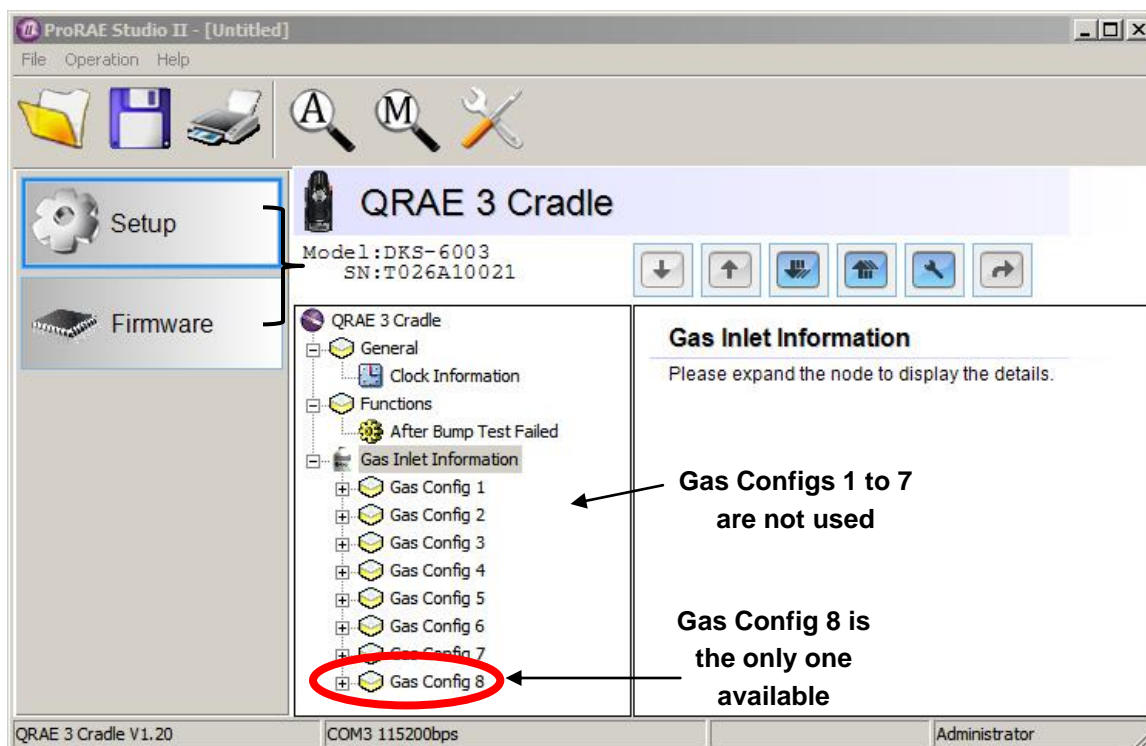 ProRAE Studio II - [Untitled]
File Operation Help
A M
Setup
Firmware
QRAE 3 Cradle
Model:DKS-6003
SN:T026A10021
QRAE 3 Cradle
General
Clock Information
Functions
After Bump Test Failed
Gas Inlet Information
Gas Config 1
Gas Config 2
Gas Config 3
Gas Config 4
Gas Config 5
Gas Config 6
Gas Config 7
Gas Config 8
Gas Inlet Information
Please expand the node to display the details.
Gas Configs 1 to 7
are not used
Gas Config 8 is
the only one
available
QRAE 3 Cradle V1.20
COM3 115200bps
Administrator